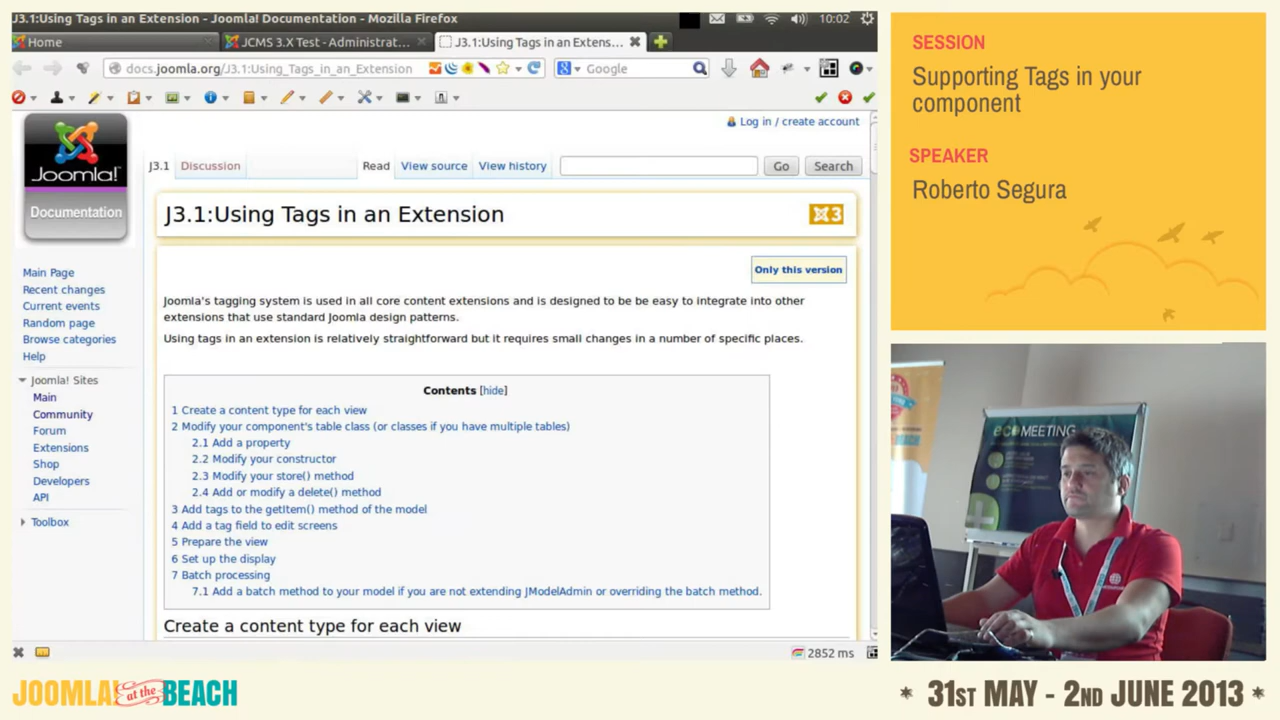 J3.1:Using Tags in an Extension - Joomla! Documentation - Mozilla Firefox
10:02
Home
JCMS 3.X Test - Administrat...
J3.1:Using Tags in an Extens...
docs.joomla.org/J3.1:Using_Tags_in_an_Extension
Google
Log in / create account
Joomla!
Documentation
J3.1
Discussion
Read
View source
View history
Go
Search
J3.1:Using Tags in an Extension
3
Only this version
Joomla's tagging system is used in all core content extensions and is designed to be be easy to integrate into other
extensions that use standard Joomla design patterns.
Using tags in an extension is relatively straightforward but it requires small changes in a number of specific places.
Contents [hide]
1 Create a content type for each view
2 Modify your component's table class (or classes if you have multiple tables)
2.1 Add a property
2.2 Modify your constructor
2.3 Modify your store() method
2.4 Add or modify a delete() method
3 Add tags to the getItem() method of the model
4 Add a tag field to edit screens
5 Prepare the view
6 Set up the display
7 Batch processing
7.1 Add a batch method to your model if you are not extending JModelAdmin or overriding the batch method.
Create a content type for each view
Main Page
Recent changes
Current events
Random page
Browse categories
Help
Joomla! Sites
Main
Community
Forum
Extensions
Shop
Developers
API
Toolbox
2852 ms
SESSION
Supporting Tags in your
component
SPEAKER
Roberto Segura
ecoMEETING
BEACH
JOOMLA! at the BEACH
* 31ST MAY - 2ND JUNE 2013 *